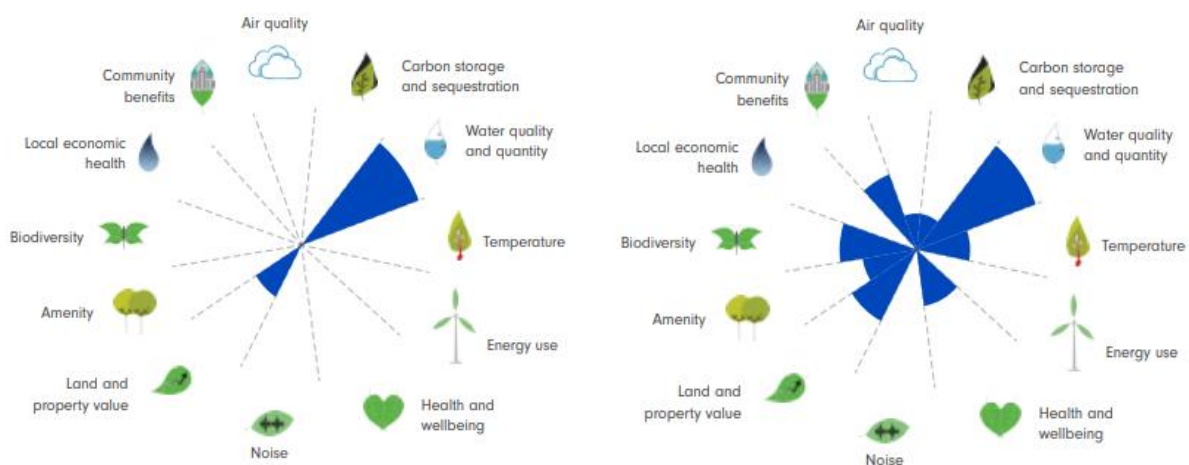 Air quality
Carbon storage
and sequestration
Water quality
and quantity
Temperature
Energy use
Health and
wellbeing
Noise
Land and
property value
Amenity
Biodiversity
Local economic
health
Community
benefits
Air quality
Carbon storage
and sequestration
Water quality
and quantity
Temperature
Energy use
Health and
wellbeing
Noise
Land and
property value
Amenity
Biodiversity
Local economic
health
Community
benefits